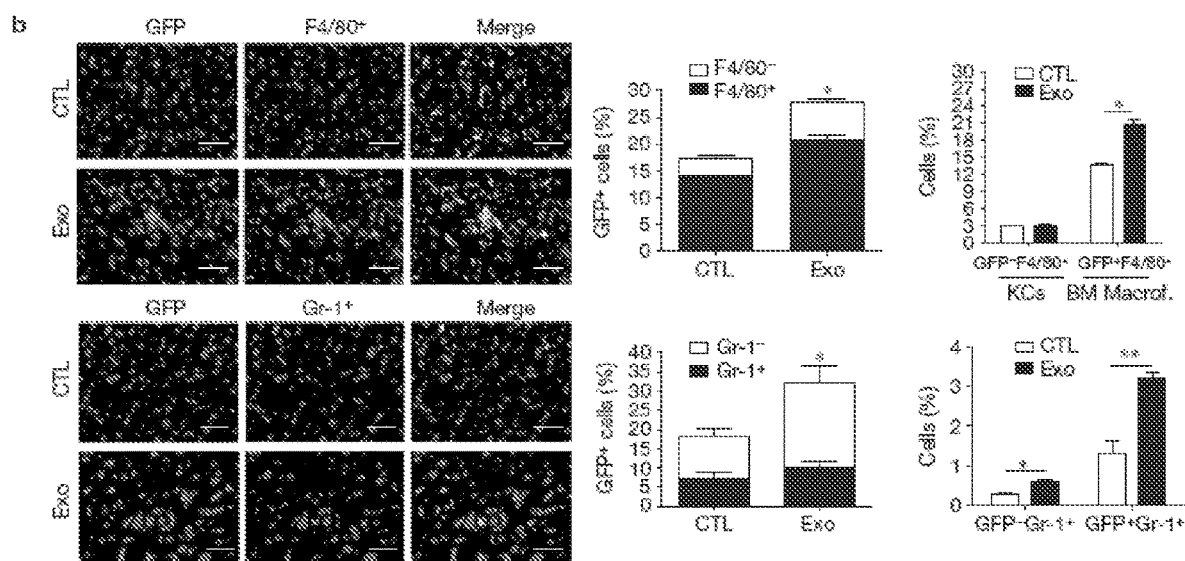 b
GFP F4/80⁺ Merge
CTL
Exo
GFP Gr-1⁺ Merge
CTL
Exo
F4/80⁻
F4/80⁺
GFP⁺ cells (%)
30
25
20
15
10
5
0
*
CTL Exo
CTL
Exo
Cells (%)
30
27
24
21
18
15
12
9
6
3
0
*
GFP⁻F4/80⁺ GFP⁺F4/80⁺
KCs BM Macrof.
Gr-1⁻
Gr-1⁺
GFP⁺ cells (%)
40
35
30
25
20
15
10
5
0
*
CTL Exo
CTL
Exo
Cells (%)
4
3
2
1
0
*
**
GFP⁻Gr-1⁺ GFP⁺Gr-1⁺